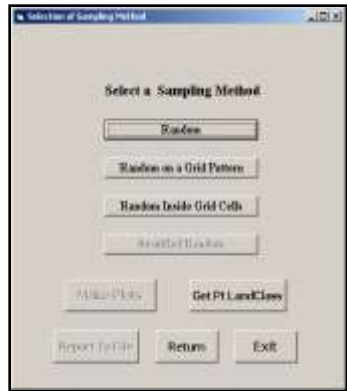 Selection of Sampling Method
Select a Sampling Method
Random
Random on a Grid Pattern
Random Inside Grid Cells
Stratified Random
Make Plots
Get Pt LandClass
Report To File
Return
Exit